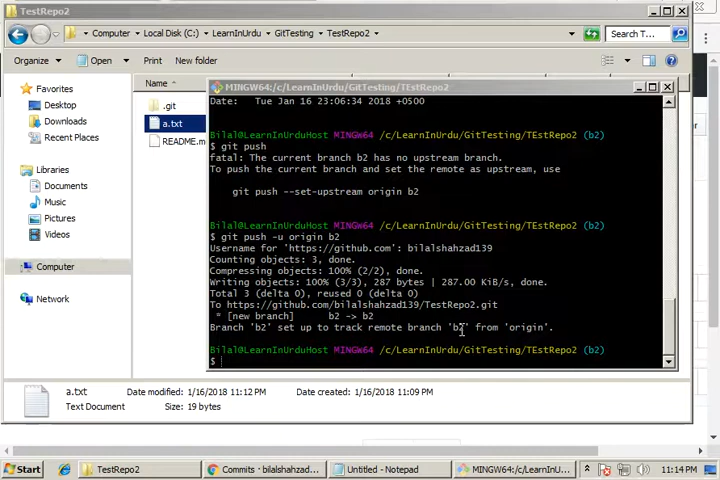 TestRepo2
Computer ▸ Local Disk (C:) ▸ LearnInUrdu ▸ GitTesting ▸ TestRepo2 ▸
Search T...
Organize
Open
Print
New folder
Name
Favorites
Desktop
Downloads
Recent Places
Libraries
Documents
Music
Pictures
Videos
Computer
Network
.git
a.txt
README.m
MINGW64:/c/LearnInUrdu/GitTesting/TEstRepo2
Date:   Tue Jan 16 23:06:34 2018 +0500
Bilal@LearnInUrduHost MINGW64 /c/LearnInUrdu/GitTesting/TEstRepo2 (b2)
$ git push
fatal: The current branch b2 has no upstream branch.
To push the current branch and set the remote as upstream, use
git push --set-upstream origin b2
Bilal@LearnInUrduHost MINGW64 /c/LearnInUrdu/GitTesting/TEstRepo2 (b2)
$ git push -u origin b2
Username for 'https://github.com': bilalshahzad139
Counting objects: 3, done.
Compressing objects: 100% (2/2), done.
Writing objects: 100% (3/3), 287 bytes | 287.00 KiB/s, done.
Total 3 (delta 0), reused 0 (delta 0)
To https://github.com/bilalshahzad139/TestRepo2.git
* [new branch]      b2 -> b2
Branch 'b2' set up to track remote branch 'b2' from 'origin'.
Bilal@LearnInUrduHost MINGW64 /c/LearnInUrdu/GitTesting/TEstRepo2 (b2)
$
a.txt
Date modified: 1/16/2018 11:12 PM
Date created: 1/16/2018 11:09 PM
Text Document
Size: 19 bytes
Start
TestRepo2
Commits · bilalshahzad...
Untitled - Notepad
MINGW64:/c/LearnInU...
11:14 PM